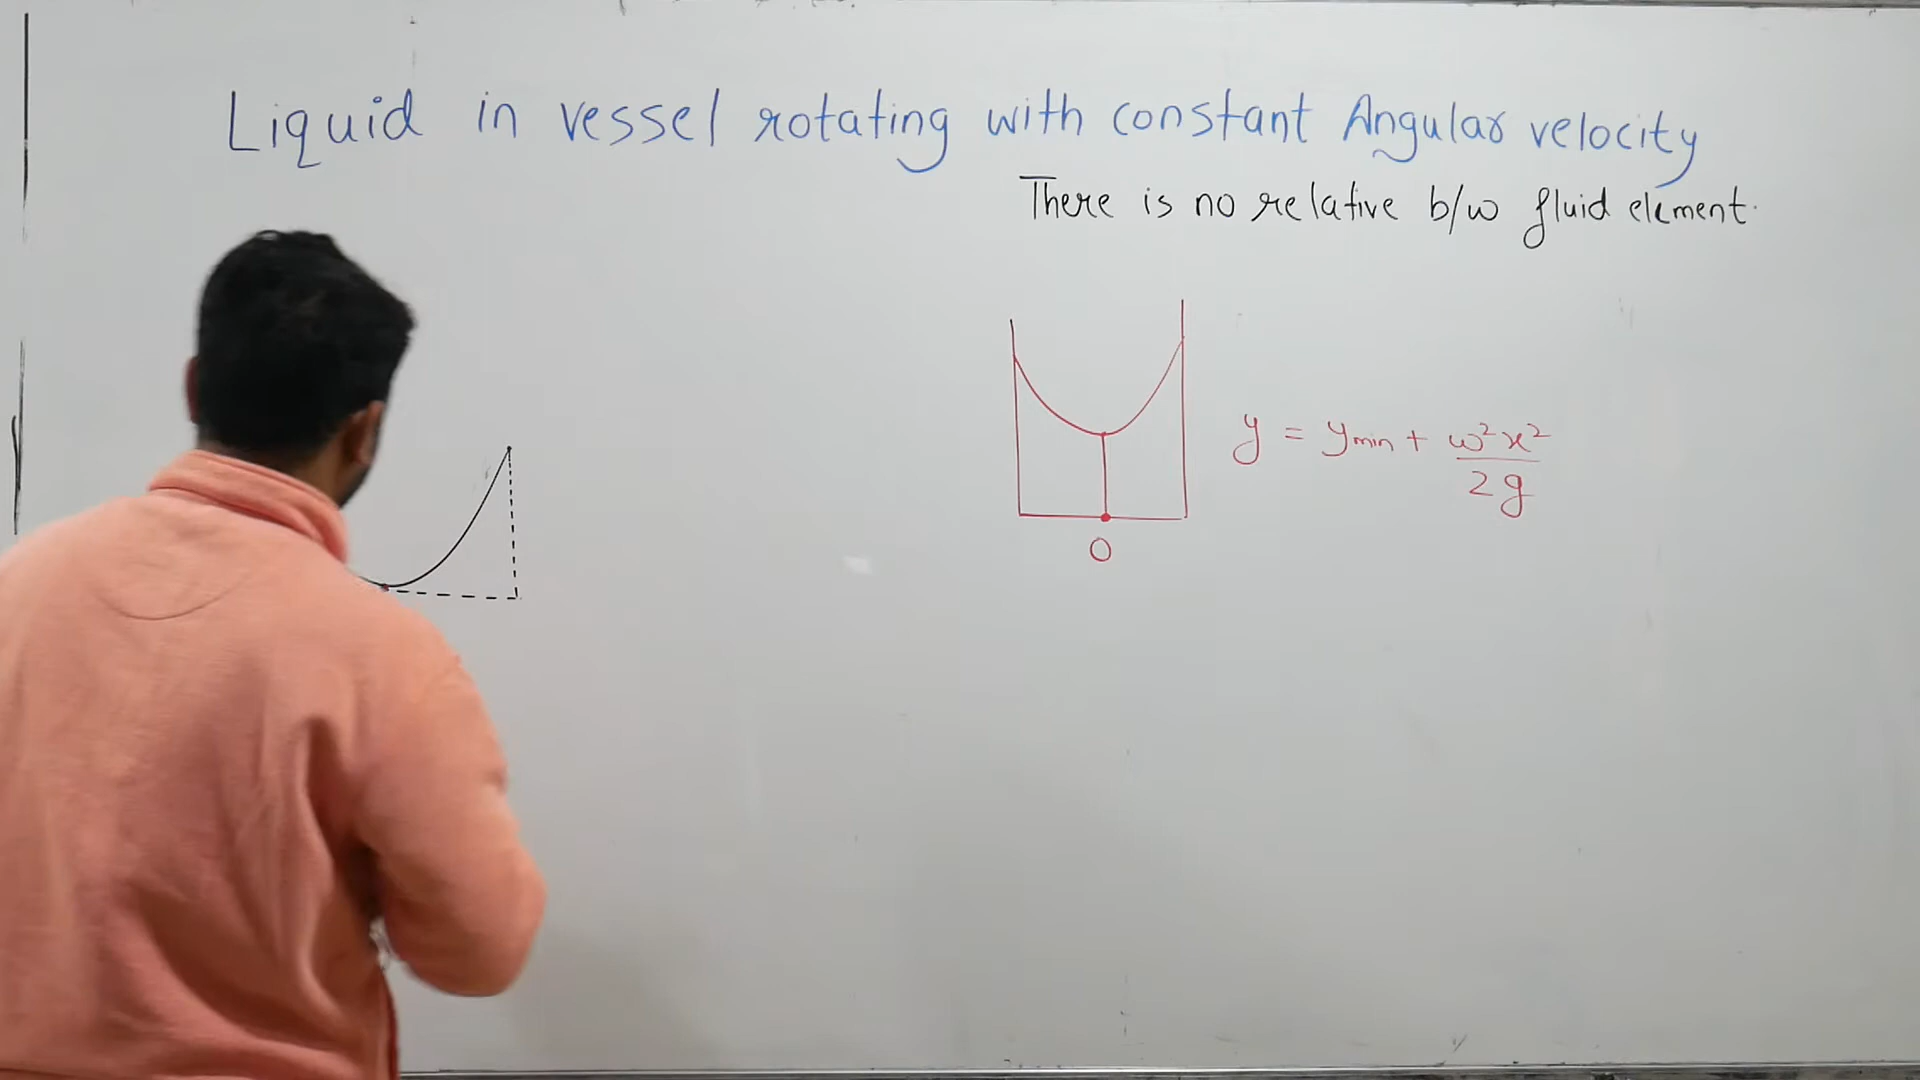 Liquid in vessel rotating with constant Angular velocity
There is no relative b/w fluid element.
y = ymin + ω²x²/2g
O